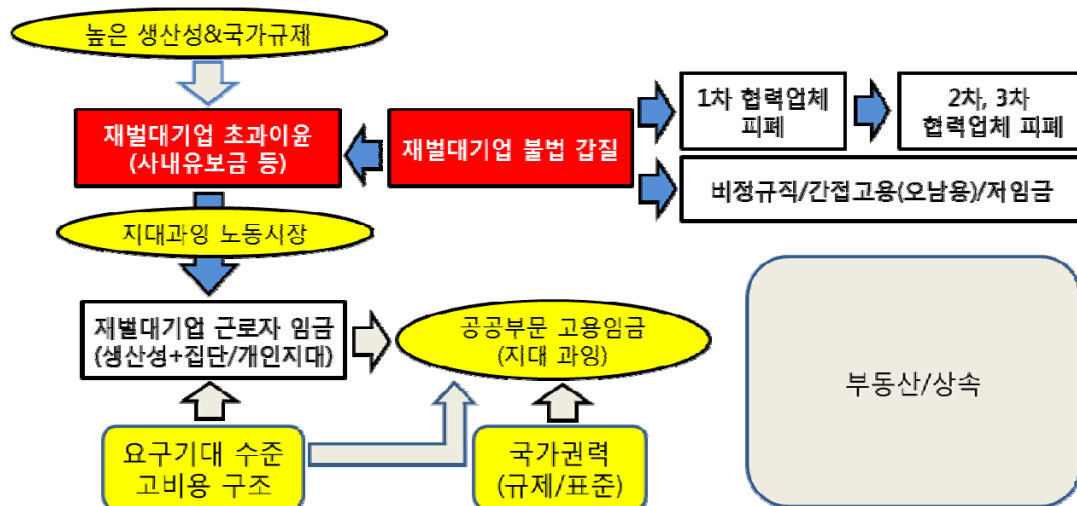 높은 생산성&국가규제
재벌대기업 초과이윤
(사내유보금 등)
재벌대기업 불법 갑질
1차 협력업체
피폐
2차, 3차
협력업체 피폐
비정규직/간접고용(오남용)/저임금
지대과잉 노동시장
재벌대기업 근로자 임금
(생산성+집단/개인지대)
공공부문 고용임금
(지대 과잉)
부동산/상속
요구기대 수준
고비용 구조
국가권력
(규제/표준)